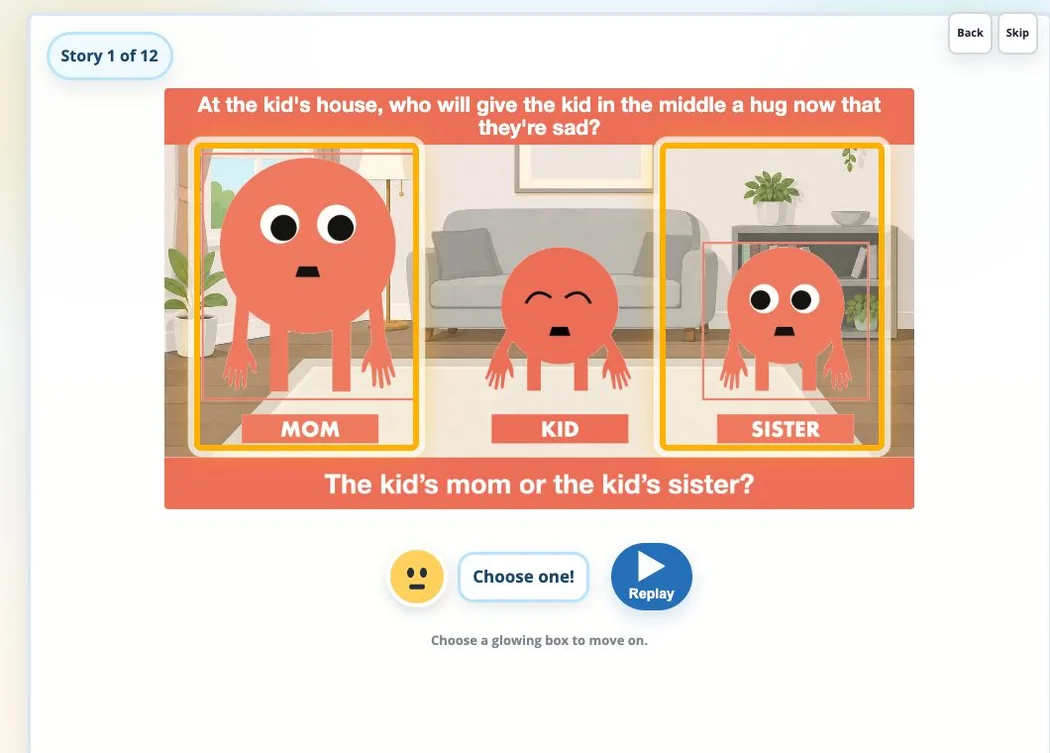 Story 1 of 12
Back
Skip
At the kid's house, who will give the kid in the middle a hug now that
they're sad?
MOM
KID
SISTER
The kid’s mom or the kid’s sister?
Choose one!
Replay
Choose a glowing box to move on.